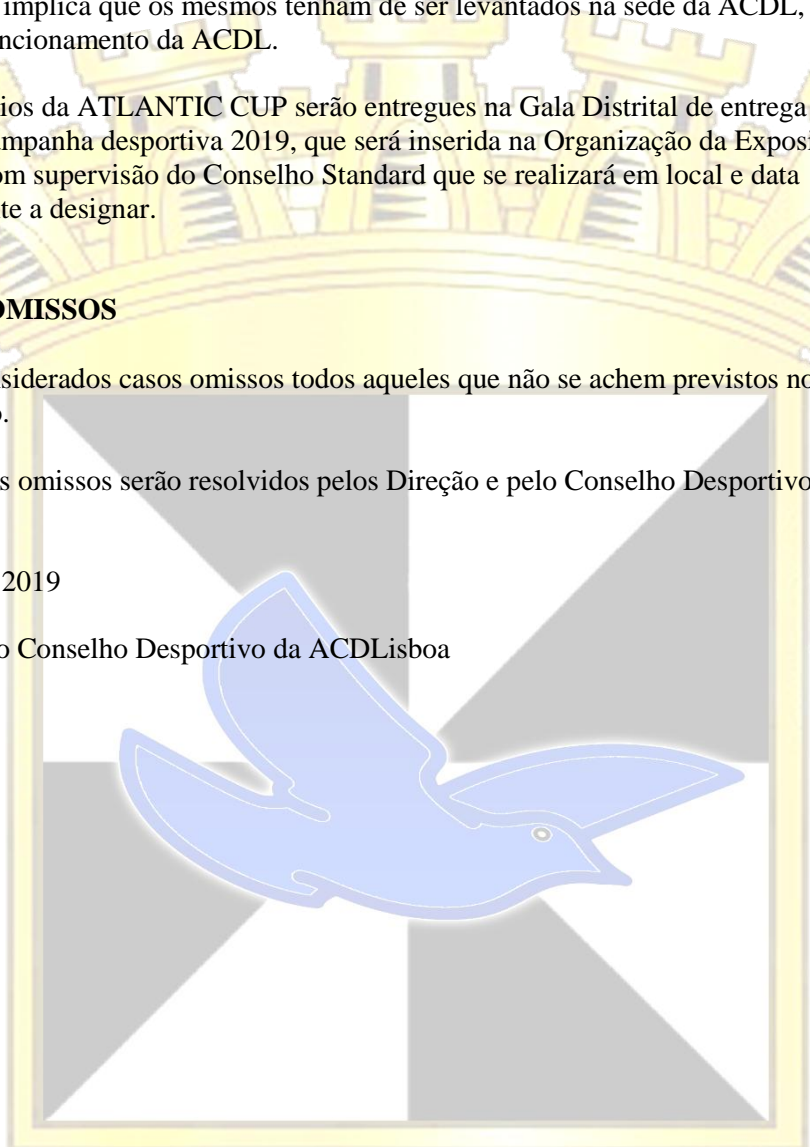 implica que os mesmos tenham de ser levantados na sede da ACDL,
ncionamento da ACDL.
ios da ATLANTIC CUP serão entregues na Gala Distrital de entrega
mpanha desportiva 2019, que será inserida na Organização da Exposi
om supervisão do Conselho Standard que se realizará em local e data
te a designar.
OMISSOS
siderados casos omissos todos aqueles que não se achem previstos no
o.
s omissos serão resolvidos pelos Direção e pelo Conselho Desportivo
2019
o Conselho Desportivo da ACDLisboa